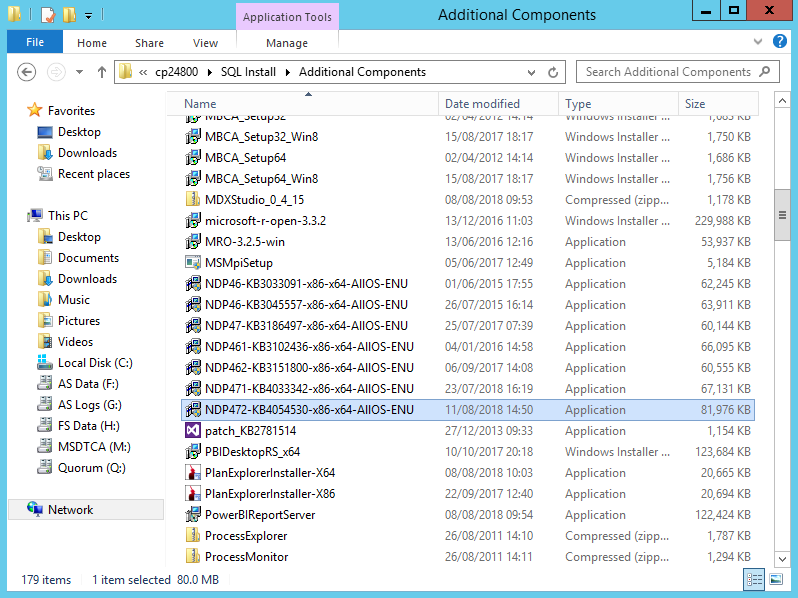 Application Tools
Additional Components
File Home Share View Manage
« cp24800 SQL Install Additional Components
Search Additional Components
Name Date modified Type Size
Favorites
Desktop
Downloads
Recent places
This PC
Desktop
Documents
Downloads
Music
Pictures
Videos
Local Disk (C:)
AS Data (F:)
AS Logs (G:)
FS Data (H:)
MSDTCA (M:)
Quorum (Q:)
Network
MBCA_Setup32 02/04/2012 14:14 Windows Installer ... 1,685 KB
MBCA_Setup32_Win8 15/08/2017 18:17 Windows Installer ... 1,750 KB
MBCA_Setup64 02/04/2012 14:14 Windows Installer ... 1,686 KB
MBCA_Setup64_Win8 15/08/2017 18:17 Windows Installer ... 1,756 KB
MDXStudio_0_4_15 08/08/2018 09:53 Compressed (zipp... 1,178 KB
microsoft-r-open-3.3.2 13/12/2016 11:03 Windows Installer ... 229,988 KB
MRO-3.2.5-win 13/06/2016 12:16 Application 53,937 KB
MSMpiSetup 05/06/2017 12:49 Application 5,184 KB
NDP46-KB3033091-x86-x64-AllOS-ENU 01/06/2015 17:55 Application 62,245 KB
NDP46-KB3045557-x86-x64-AllOS-ENU 26/07/2015 16:14 Application 63,911 KB
NDP47-KB3186497-x86-x64-AllOS-ENU 25/07/2017 07:39 Application 60,144 KB
NDP461-KB3102436-x86-x64-AllOS-ENU 04/01/2016 14:58 Application 66,095 KB
NDP462-KB3151800-x86-x64-AllOS-ENU 06/09/2017 14:08 Application 60,555 KB
NDP471-KB4033342-x86-x64-AllOS-ENU 23/07/2018 16:19 Application 67,131 KB
NDP472-KB4054530-x86-x64-AllOS-ENU 11/08/2018 14:50 Application 81,976 KB
patch_KB2781514 27/12/2013 09:33 Application 1,154 KB
PBIDesktopRS_x64 10/10/2017 20:18 Windows Installer ... 123,684 KB
PlanExplorerInstaller-X64 08/08/2018 10:03 Application 20,665 KB
PlanExplorerInstaller-X86 22/09/2017 12:40 Application 20,694 KB
PowerBIReportServer 08/08/2018 09:54 Application 122,424 KB
ProcessExplorer 26/08/2011 14:10 Compressed (zipp... 1,787 KB
ProcessMonitor 26/08/2011 14:11 Compressed (zipp... 1,294 KB
179 items 1 item selected 80.0 MB